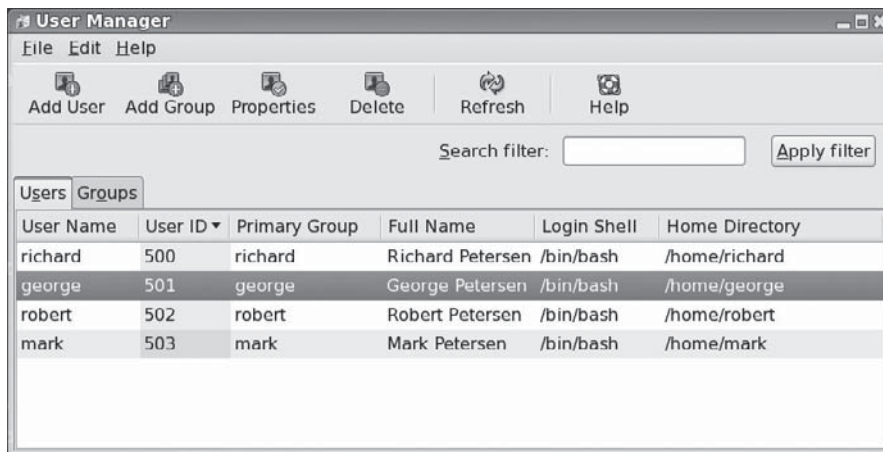 User Manager
File Edit Help
Add User Add Group Properties Delete Refresh Help
Search filter: Apply filter
Users Groups
User Name User ID Primary Group Full Name Login Shell Home Directory
richard 500 richard Richard Petersen /bin/bash /home/richard
george 501 george George Petersen /bin/bash /home/george
robert 502 robert Robert Petersen /bin/bash /home/robert
mark 503 mark Mark Petersen /bin/bash /home/mark